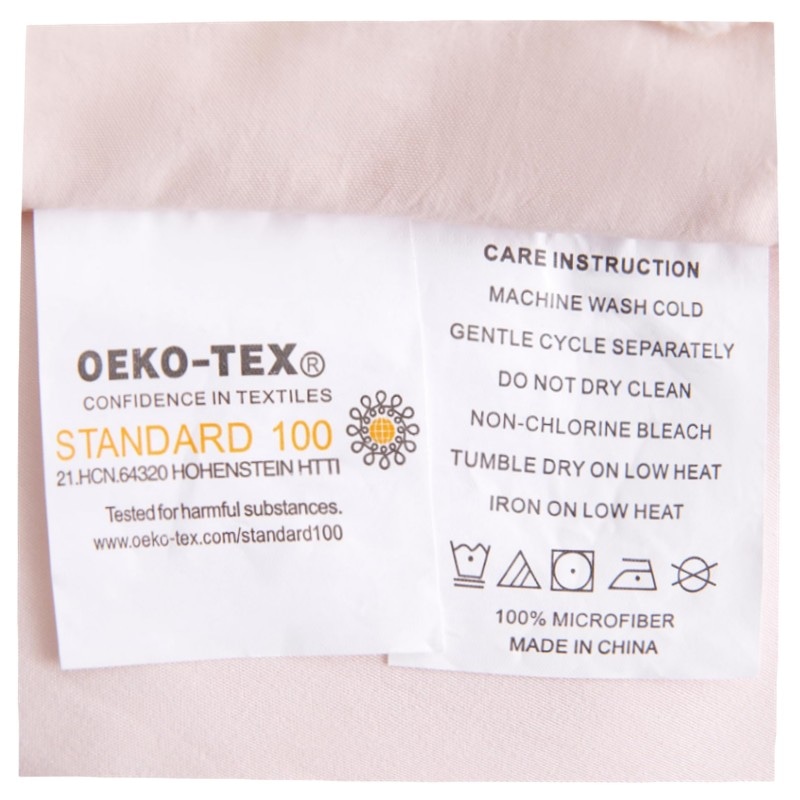 OEKO-TEX®
CONFIDENCE IN TEXTILES
STANDARD 100
21.HCN.64320 HOHENSTEIN HTTI
Tested for harmful substances.
www.oeko-tex.com/standard100
CARE INSTRUCTION
MACHINE WASH COLD
GENTLE CYCLE SEPARATELY
DO NOT DRY CLEAN
NON-CHLORINE BLEACH
TUMBLE DRY ON LOW HEAT
IRON ON LOW HEAT
100% MICROFIBER
MADE IN CHINA